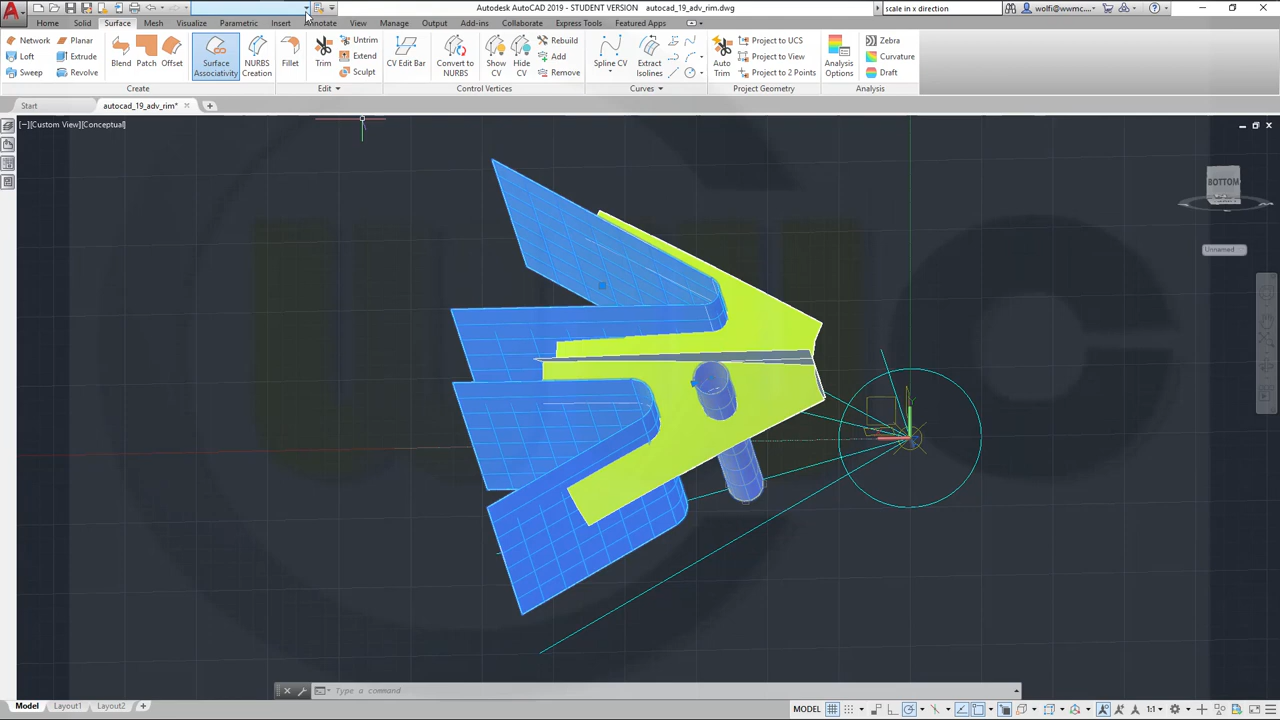 Autodesk AutoCAD 2019 - STUDENT VERSION autocad_19_adv_rim.dwg
scale in x direction
wolfi@wwmc...
Home Solid Surface Mesh Visualize Parametric Insert Annotate View Manage Output Add-ins Collaborate Express Tools Featured Apps
Network Planar
Loft Extrude
Sweep Revolve
Blend Patch Offset
Surface
Associativity
NURBS
Creation
Fillet
Trim
Untrim
Extend
Sculpt
CV Edit Bar
Convert to
NURBS
Show
CV
Hide
CV
Rebuild
Add
Remove
Spline CV
Extract
Isolines
Auto
Trim
Project to UCS
Project to View
Project to 2 Points
Analysis
Options
Zebra
Curvature
Draft
Create Edit Control Vertices Curves Project Geometry Analysis
Start autocad_19_adv_rim*
[−][Custom View][Conceptual]
BOTTOM
Unnamed
Y
Type a command
Model Layout1 Layout2
MODEL 1:1